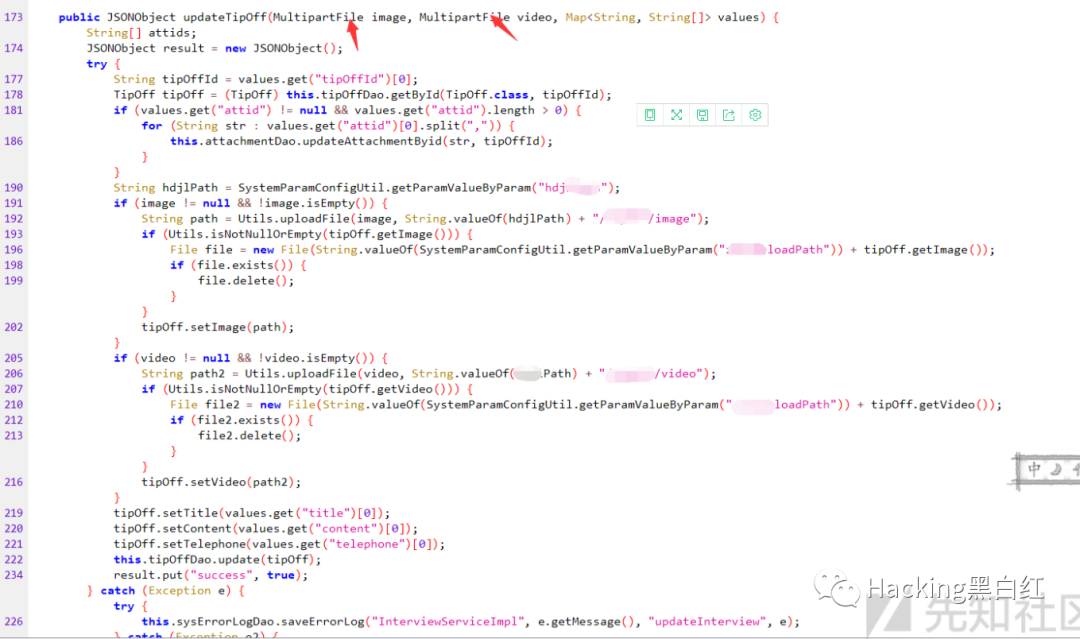 173 public JSONObject updateTipOff(MultipartFile image, MultipartFile video, Map<String, String[]> values) {
String[] attids;
174 JSONObject result = new JSONObject();
try {
177 String tipOffId = values.get("tipOffId")[0];
178 TipOff tipOff = (TipOff) this.tipOffDao.getById(TipOff.class, tipOffId);
181 if (values.get("attid") != null && values.get("attid").length > 0) {
for (String str : values.get("attid")[0].split(",")) {
186 this.attachmentDao.updateAttachmentByid(str, tipOffId);
}
}
190 String hdjlPath = SystemParamConfigUtil.getParamValueByParam("hdj");
191 if (image != null && !image.isEmpty()) {
192 String path = Utils.uploadFile(image, String.valueOf(hdjlPath) + "/ /image");
193 if (Utils.isNotNullOrEmpty(tipOff.getImage())) {
196 File file = new File(String.valueOf(SystemParamConfigUtil.getParamValueByParam(" loadPath")) + tipOff.getImage());
198 if (file.exists()) {
199 file.delete();
}
}
202 tipOff.setImage(path);
}
205 if (video != null && !video.isEmpty()) {
206 String path2 = Utils.uploadFile(video, String.valueOf( Path) + " /video");
207 if (Utils.isNotNullOrEmpty(tipOff.getVideo())) {
210 File file2 = new File(String.valueOf(SystemParamConfigUtil.getParamValueByParam(" loadPath")) + tipOff.getVideo());
212 if (file2.exists()) {
213 file2.delete();
}
}
216 tipOff.setVideo(path2);
}
219 tipOff.setTitle(values.get("title")[0]);
220 tipOff.setContent(values.get("content")[0]);
221 tipOff.setTelephone(values.get("telephone")[0]);
222 this.tipOffDao.update(tipOff);
234 result.put("success", true);
} catch (Exception e) {
try {
226 this.sysErrorLogDao.saveErrorLog("InterviewServiceImpl", e.getMessage(), "updateInterview", e);
} catch (Exception e2) {
中
Hacking黑白红
先知社区